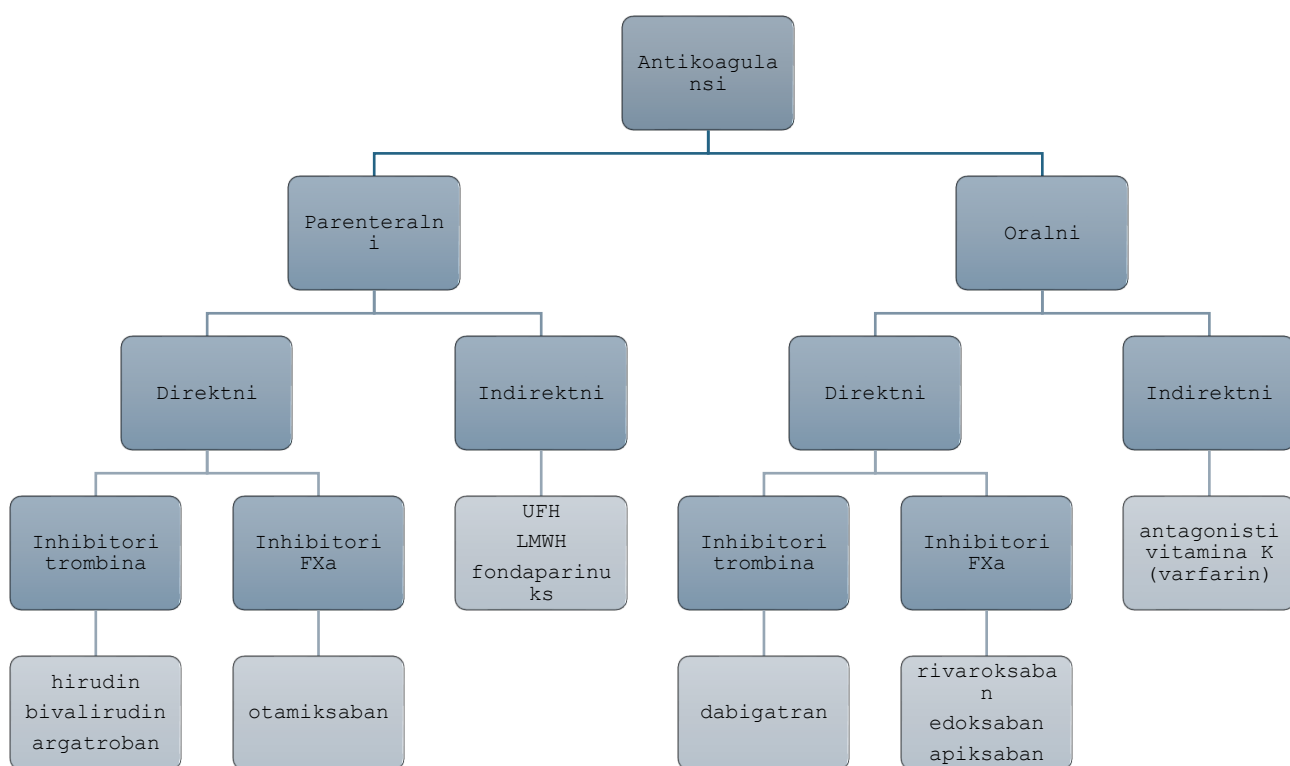 Antikoagula
nsi
Parenteraln
i
Oralni
Direktni
Indirektni
Direktni
Indirektni
Inhibitori
trombina
Inhibitori
FXa
UFH
LMWH
fondaparinu
ks
Inhibitori
trombina
Inhibitori
FXa
antagonisti
vitamina K
(varfarin)
hirudin
bivalirudin
argatroban
otamiksaban
dabigatran
rivaroksaba
n
edoksaban
apiksaban